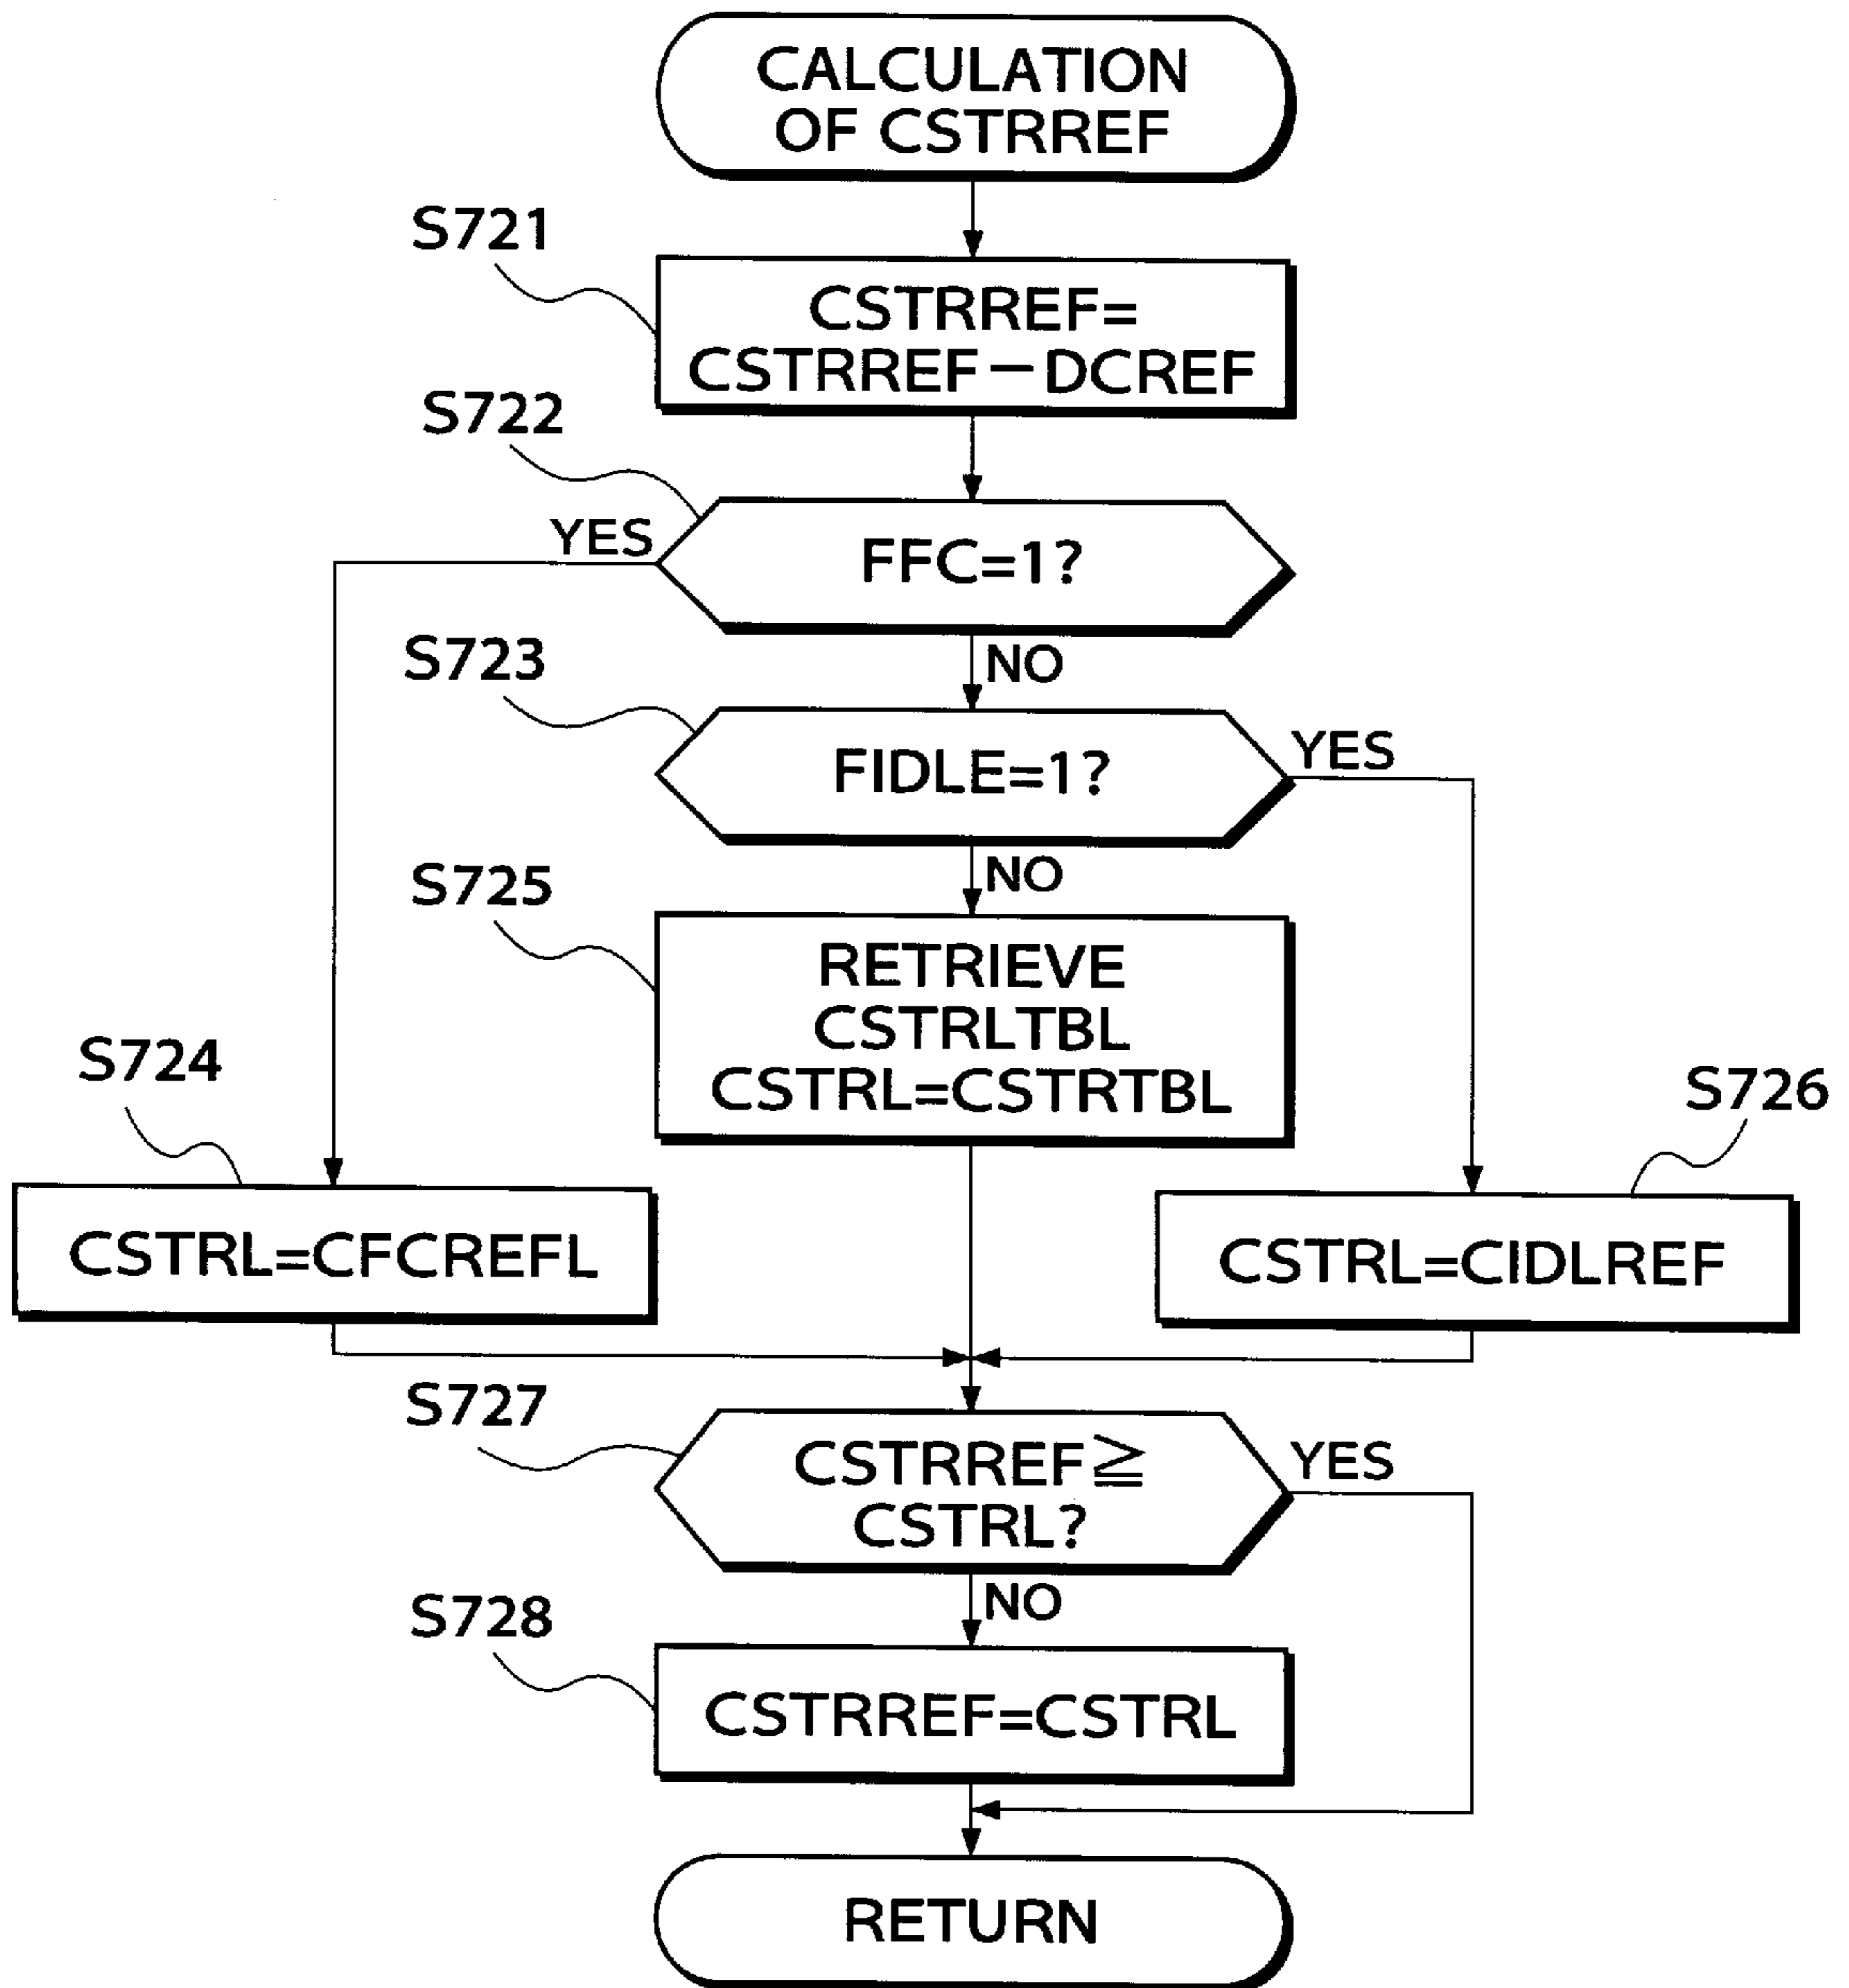 CALCULATION
OF CSTRREF
S721
CSTRREF=
CSTRREF−DCREF
S722
YES
FFC=1?
S723
NO
FIDLE=1?
YES
S725
NO
RETRIEVE
CSTRLTBL
CSTRL=CSTRTBL
S724
S726
CSTRL=CFCREFL
CSTRL=CIDLREF
S727
CSTRREF≧
CSTRL?
YES
S728
NO
CSTRREF=CSTRL
RETURN